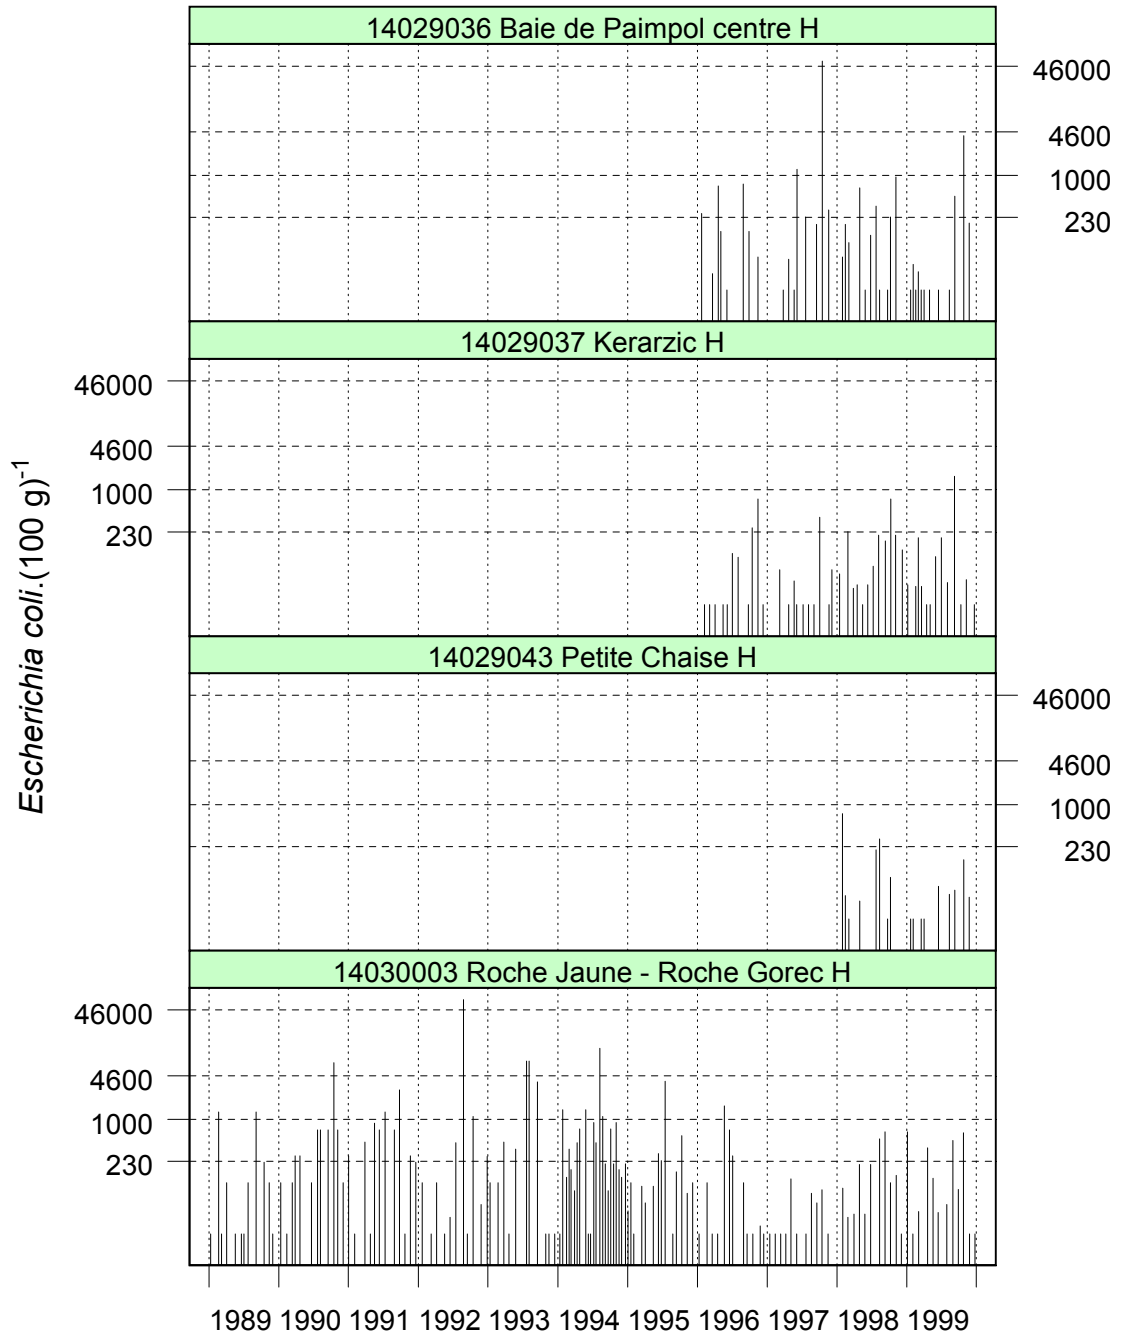 14029036 Baie de Paimpol centre H
46000
4600
1000
230
14029037 Kerarzic H
46000
4600
1000
230
14029043 Petite Chaise H
46000
4600
1000
230
14030003 Roche Jaune - Roche Gorec H
46000
4600
1000
230
Escherichia coli.(100 g)⁻¹
1989 1990 1991 1992 1993 1994 1995 1996 1997 1998 1999